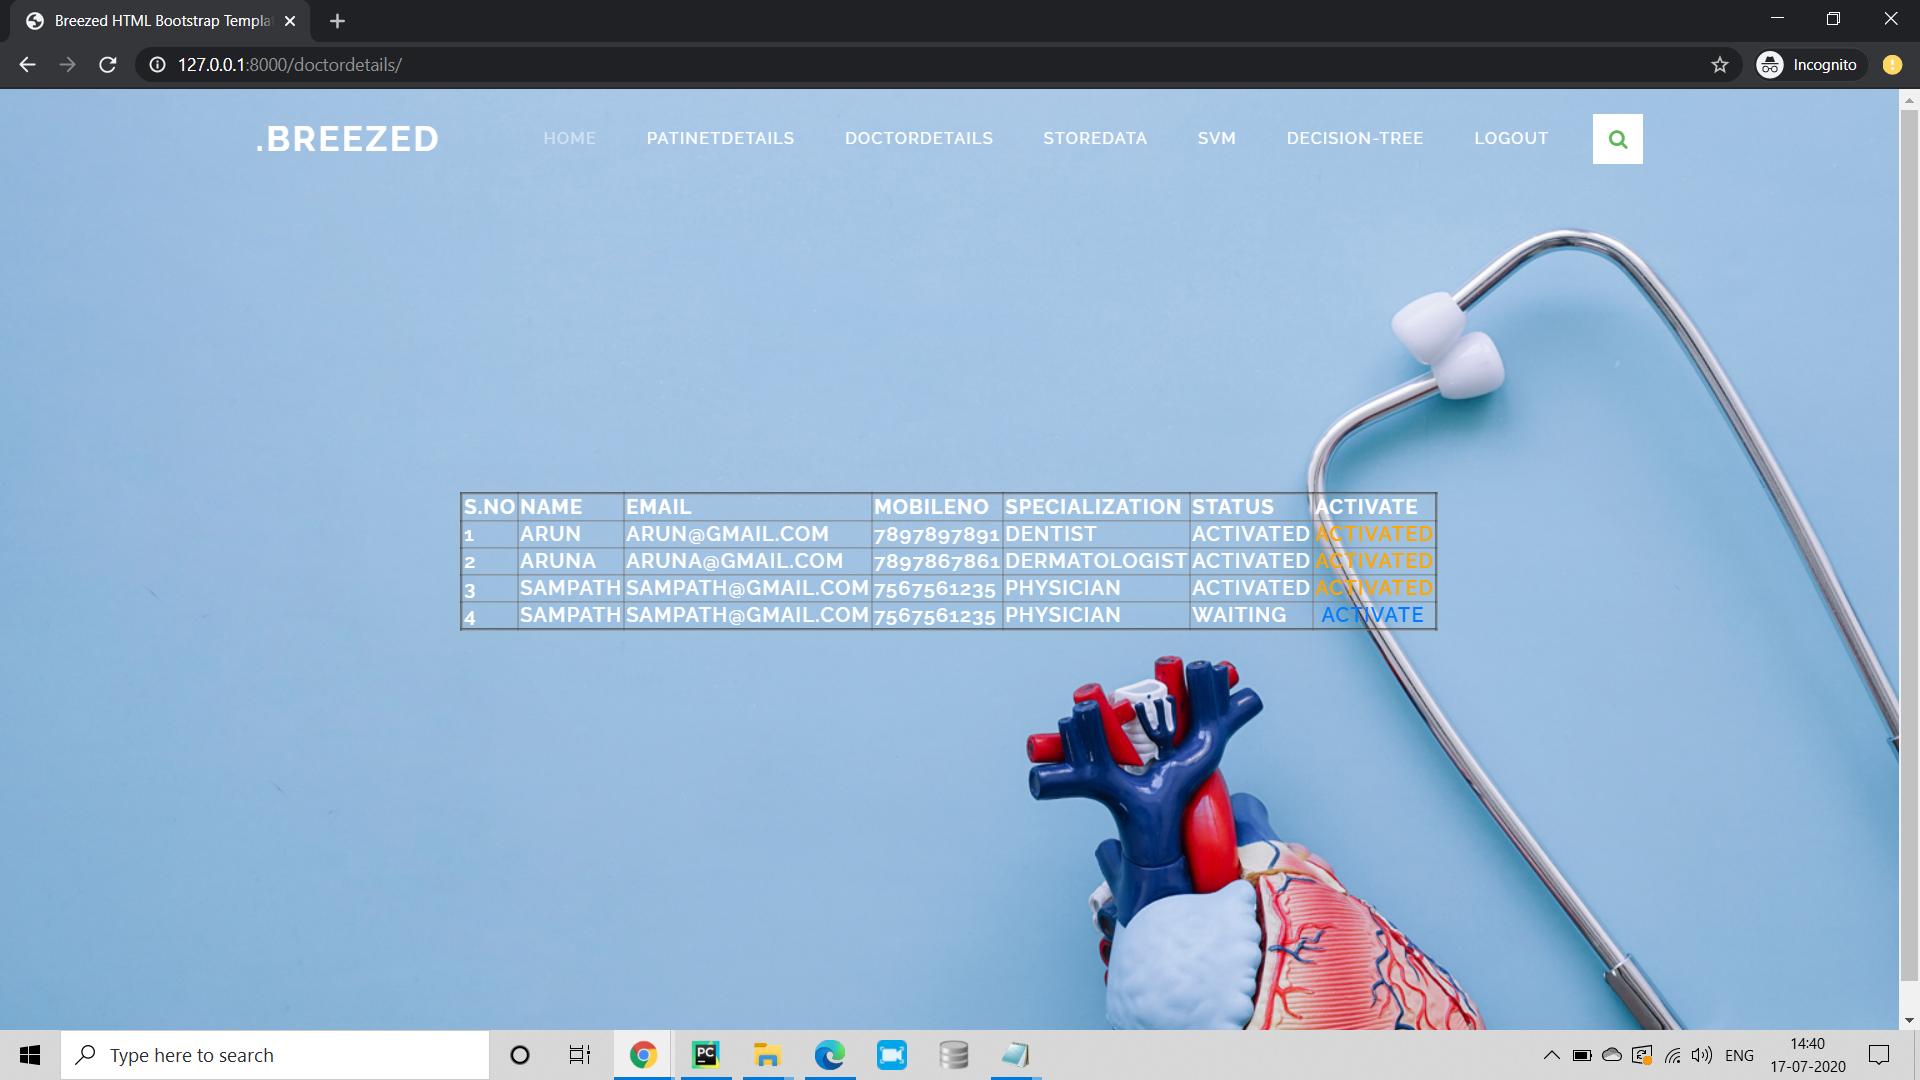 Breezed HTML Bootstrap Templa
127.0.0.1:8000/doctordetails/
Incognito
.BREEZED HOME PATINETDETAILS DOCTORDETAILS STOREDATA SVM DECISION-TREE LOGOUT
S.NO NAME EMAIL MOBILENO SPECIALIZATION STATUS ACTIVATE
1 ARUN ARUN@GMAIL.COM 7897897891 DENTIST ACTIVATED ACTIVATED
2 ARUNA ARUNA@GMAIL.COM 7897867861 DERMATOLOGIST ACTIVATED ACTIVATED
3 SAMPATH SAMPATH@GMAIL.COM 7567561235 PHYSICIAN ACTIVATED ACTIVATED
4 SAMPATH SAMPATH@GMAIL.COM 7567561235 PHYSICIAN WAITING ACTIVATE
Type here to search
PC
ENG
14:40
17-07-2020